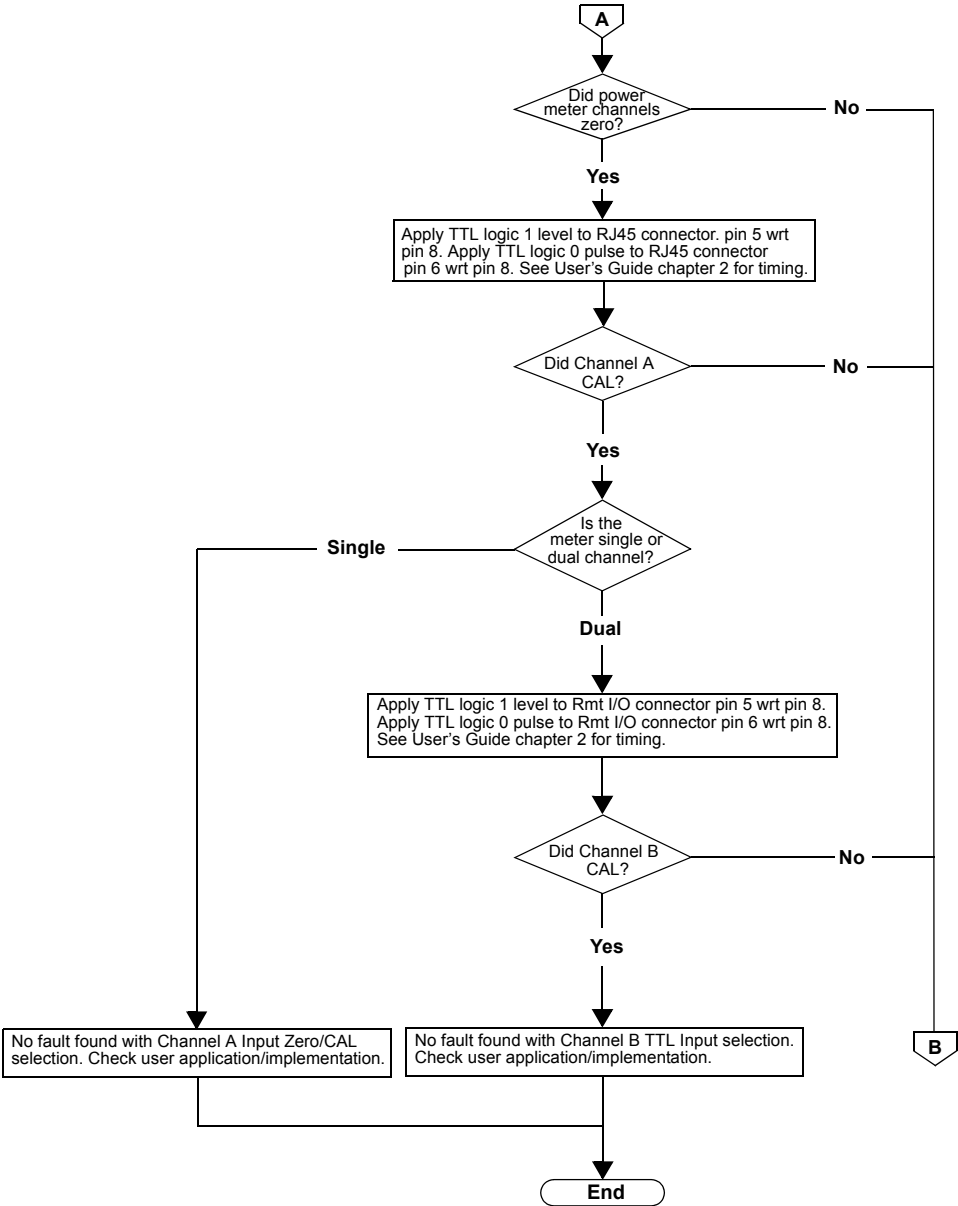 A
Did power
meter channels
zero?
No
Yes
Apply TTL logic 1 level to RJ45 connector. pin 5 wrt
pin 8. Apply TTL logic 0 pulse to RJ45 connector
pin 6 wrt pin 8. See User's Guide chapter 2 for timing.
Did Channel A
CAL?
No
Yes
Is the
meter single or
dual channel?
Single
Dual
Apply TTL logic 1 level to Rmt I/O connector pin 5 wrt pin 8.
Apply TTL logic 0 pulse to Rmt I/O connector pin 6 wrt pin 8.
See User's Guide chapter 2 for timing.
Did Channel B
CAL?
No
Yes
No fault found with Channel A Input Zero/CAL
selection. Check user application/implementation.
No fault found with Channel B TTL Input selection.
Check user application/implementation.
B
End